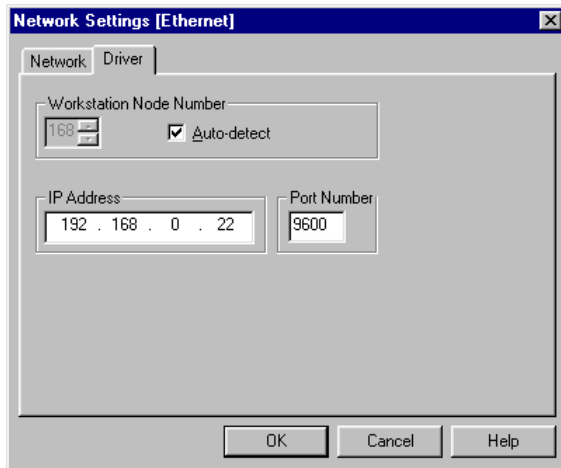 Network Settings [Ethernet]
Network Driver
Workstation Node Number
168 Auto-detect
IP Address Port Number
192 . 168 . 0 . 22 9600
OK Cancel Help